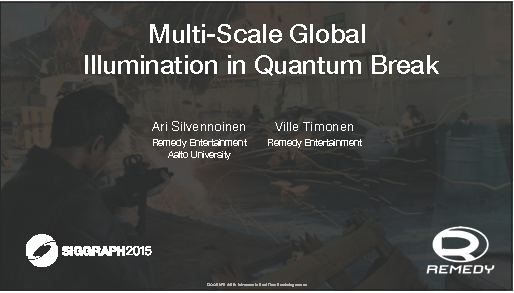 Multi-Scale Global
Illumination in Quantum Break
Ari Silvennoinen
Ville Timonen
Remedy Entertainment
Remedy Entertainment
Aalto University
SIGGRAPH2015
REMEDY